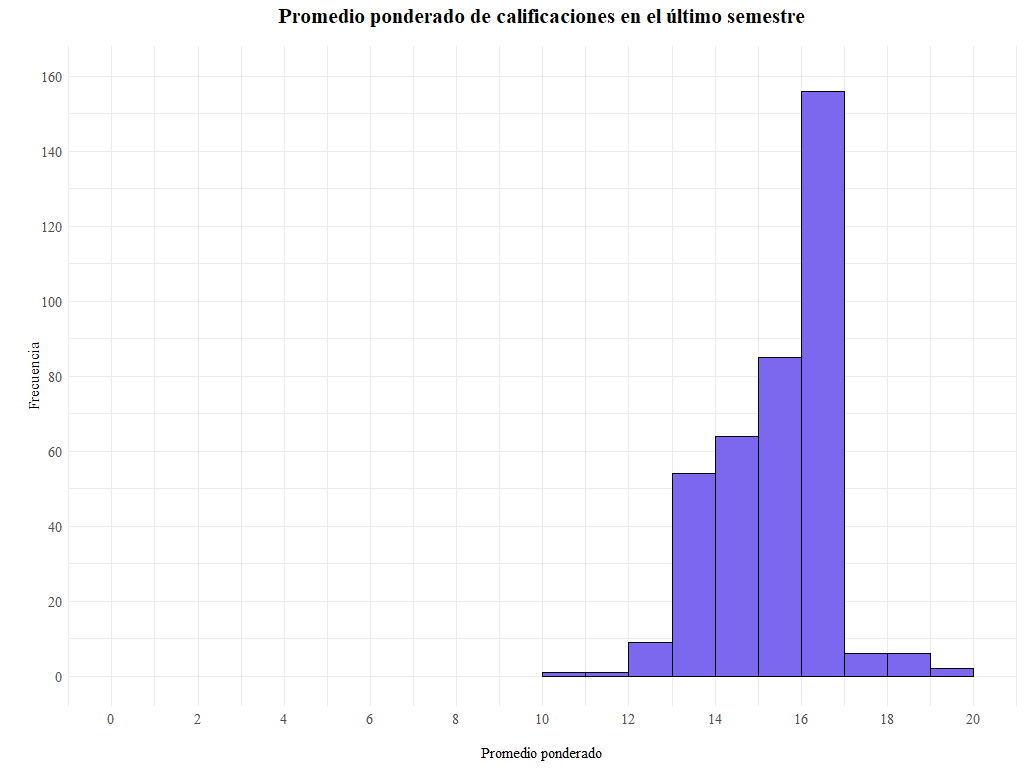 Promedio ponderado de calificaciones en el último semestre
160
140
120
100
80
60
40
20
0
Frecuencia
0 2 4 6 8 10 12 14 16 18 20
Promedio ponderado